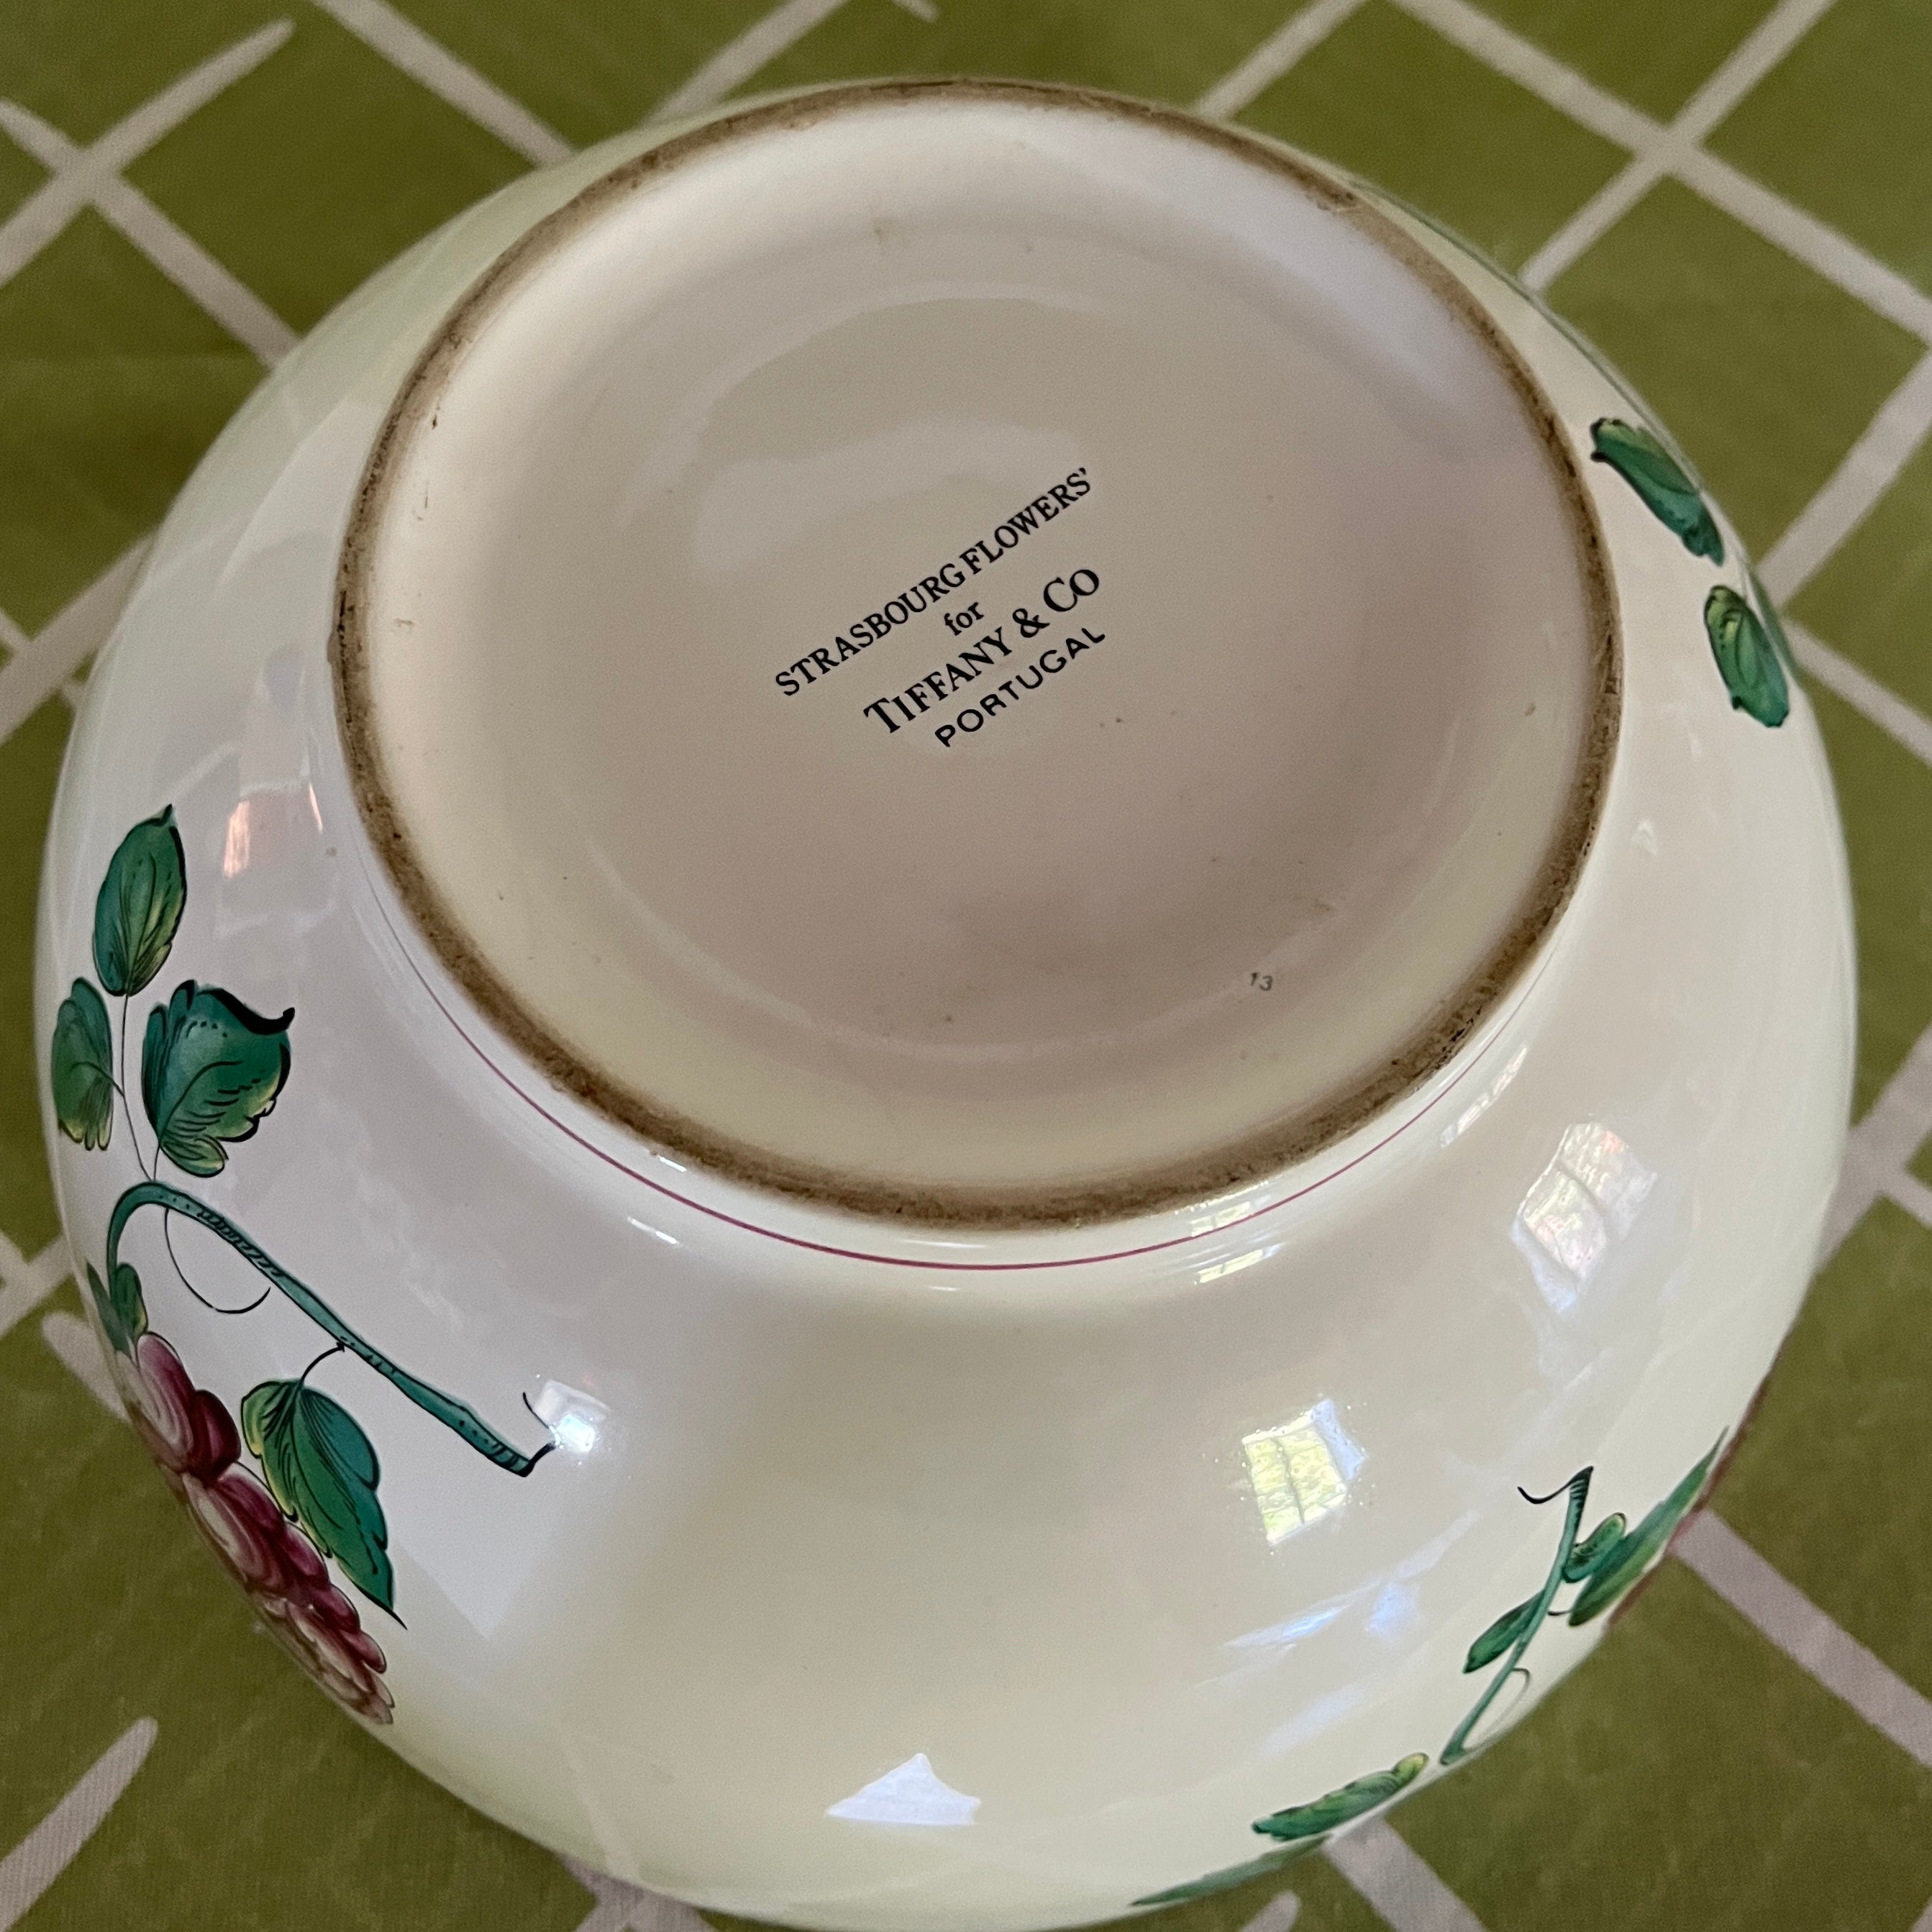 STRASBOURG FLOWERS'
for
TIFFANY & CO
PORTUGAL
13